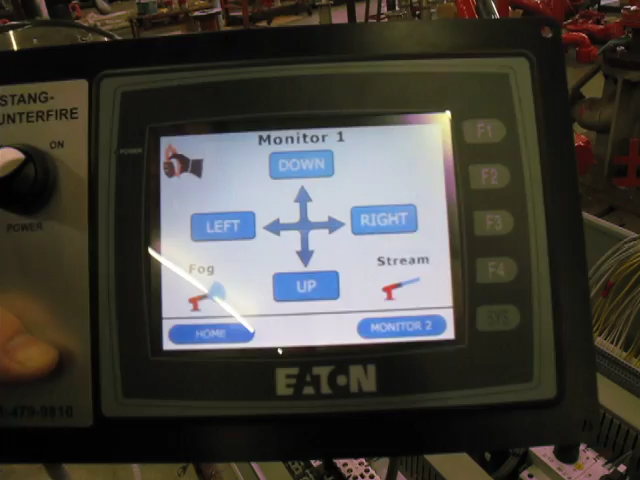 STANG-
UNTERFIRE
ON
POWER
-479-9810
POWER
Monitor 1
DOWN
LEFT
RIGHT
UP
Fog
Stream
HOME
MONITOR 2
F1
F2
F3
F4
SYS
EATON